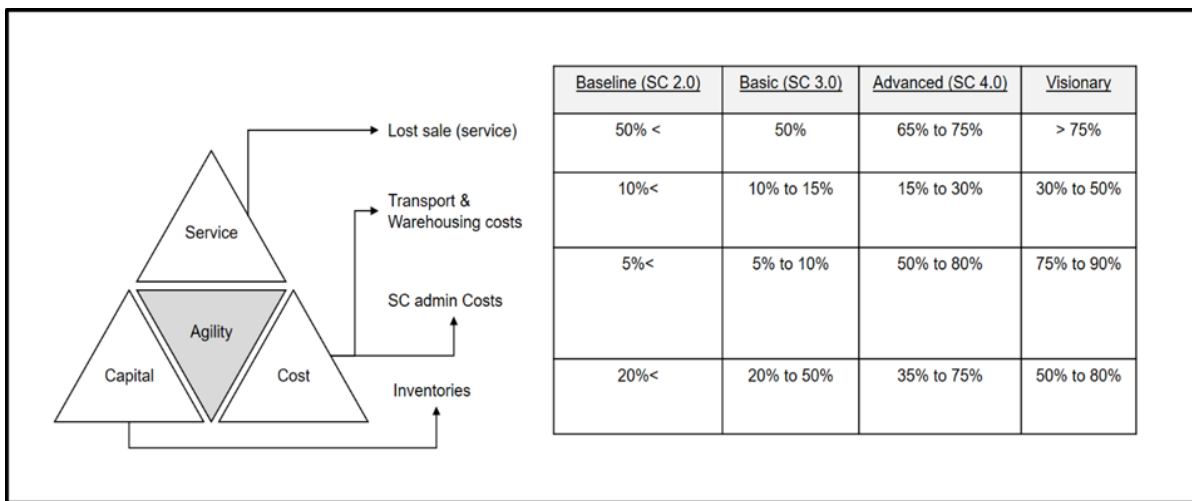 Baseline (SC 2.0) Basic (SC 3.0) Advanced (SC 4.0) Visionary
Lost sale (service) 50% < 50% 65% to 75% > 75%
Transport &
Warehousing costs 10%< 10% to 15% 15% to 30% 30% to 50%
Service
SC admin Costs 5%< 5% to 10% 50% to 80% 75% to 90%
Agility
Capital Cost
Inventories 20%< 20% to 50% 35% to 75% 50% to 80%